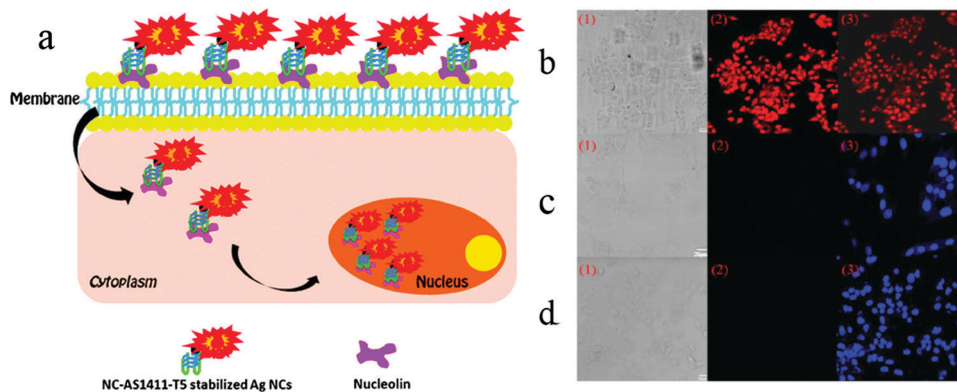 a
Membrane
Cytoplasm
Nucleus
NC-AS1411-T5 stabilized Ag NCs
Nucleolin
b
(1)
(2)
(3)
c
(1)
(2)
(3)
d
(1)
(2)
(3)